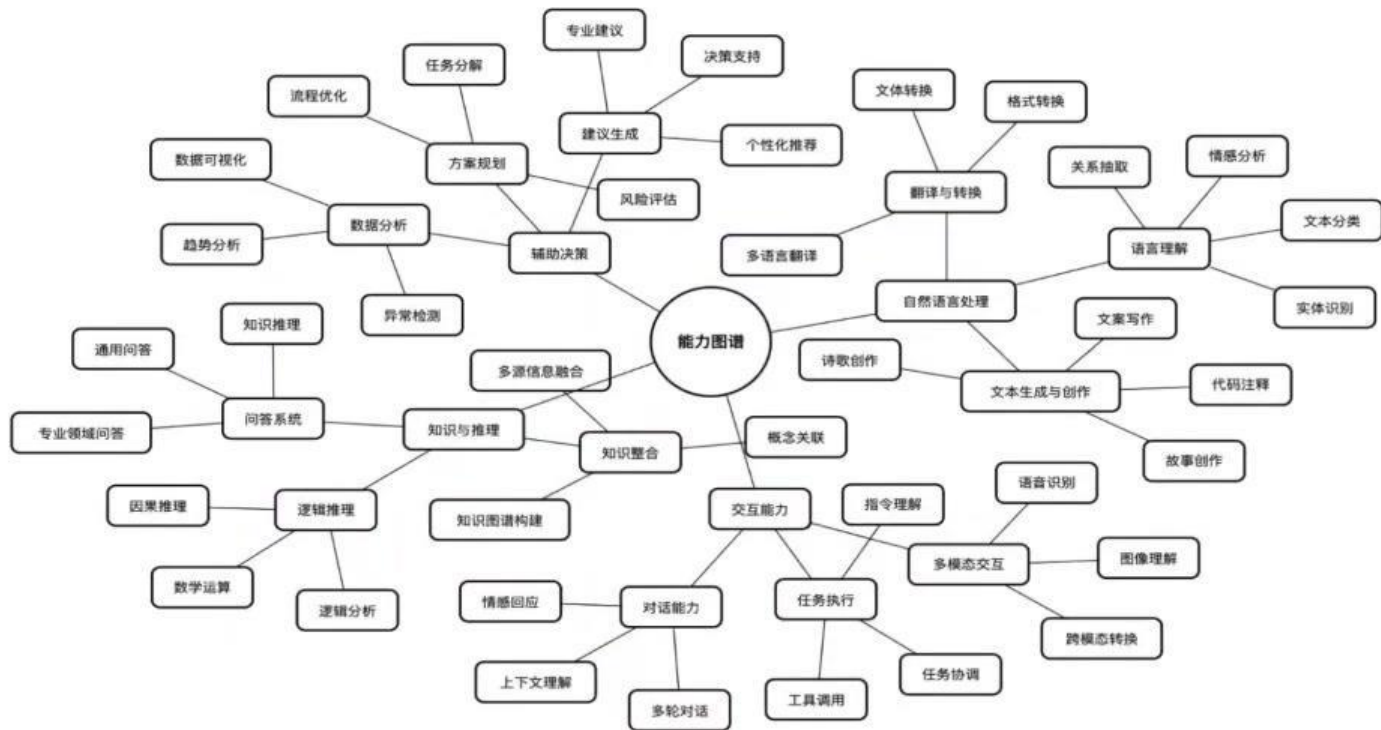 能力图谱
辅助决策
建议生成
专业建议
决策支持
个性化推荐
方案规划
任务分解
流程优化
风险评估
数据分析
数据可视化
趋势分析
异常检测
自然语言处理
翻译与转换
文体转换
格式转换
多语言翻译
语言理解
关系抽取
情感分析
文本分类
实体识别
文本生成与创作
文案写作
诗歌创作
代码注释
故事创作
知识与推理
问答系统
知识推理
通用问答
专业领域问答
知识整合
多源信息融合
概念关联
知识图谱构建
逻辑推理
因果推理
数学运算
逻辑分析
交互能力
对话能力
情感回应
上下文理解
多轮对话
任务执行
指令理解
工具调用
任务协调
多模态交互
语音识别
图像理解
跨模态转换